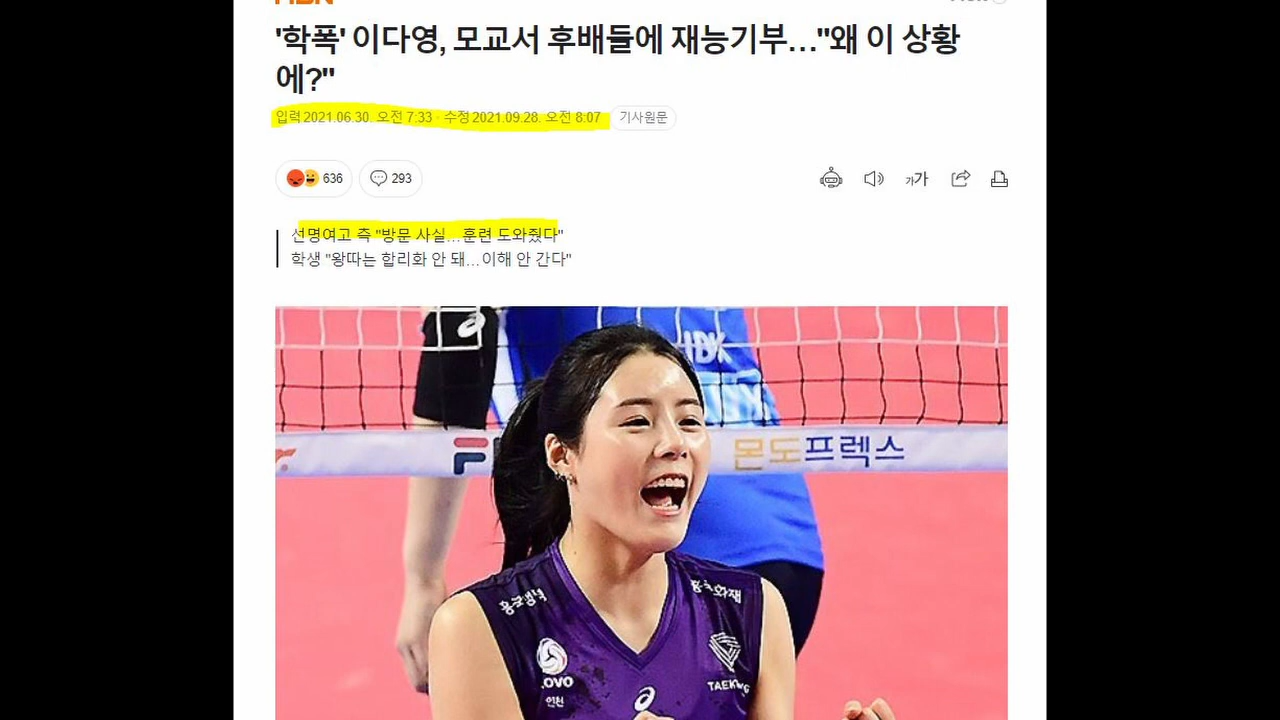 '학폭' 이다영, 모교서 후배들에 재능기부…"왜 이 상황
에?"
입력 2021.06.30. 오전 7:33 · 수정 2021.09.28. 오전 8:07 기사원문
636 293
가가
선명여고 측 "방문 사실…훈련 도와줬다"
학생 "왕따는 합리화 안 돼…이해 안 간다"
IBK
몬도프렉스
흥국생명 흥국화재
KOVO
TAEKWANG
인천